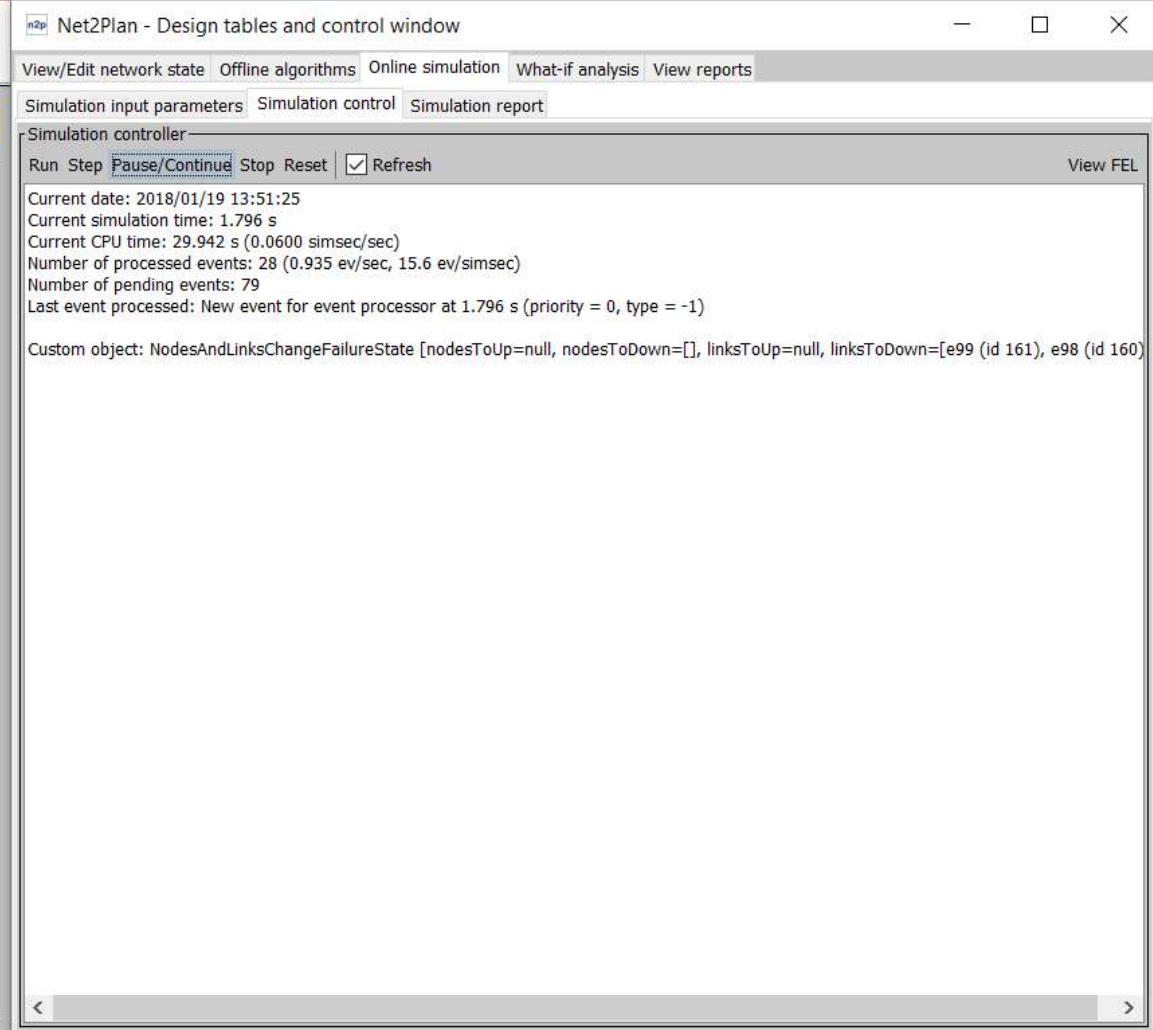 n2p Net2Plan - Design tables and control window
View/Edit network state Offline algorithms Online simulation What-if analysis View reports
Simulation input parameters Simulation control Simulation report
Simulation controller
Run Step Pause/Continue Stop Reset Refresh View FEL
Current date: 2018/01/19 13:51:25
Current simulation time: 1.796 s
Current CPU time: 29.942 s (0.0600 simsec/sec)
Number of processed events: 28 (0.935 ev/sec, 15.6 ev/simsec)
Number of pending events: 79
Last event processed: New event for event processor at 1.796 s (priority = 0, type = -1)
Custom object: NodesAndLinksChangeFailureState [nodesToUp=null, nodesToDown=[], linksToUp=null, linksToDown=[e99 (id 161), e98 (id 160)